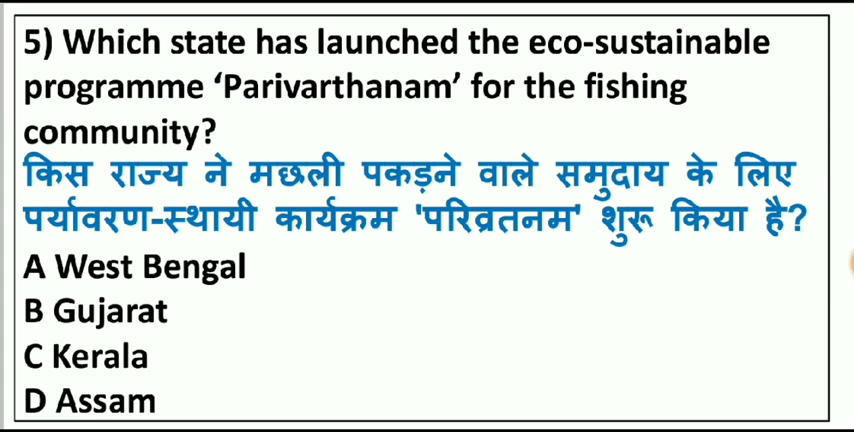 5) Which state has launched the eco-sustainable
programme ‘Parivarthanam’ for the fishing
community?
किस राज्य ने मछली पकड़ने वाले समुदाय के लिए
पर्यावरण-स्थायी कार्यक्रम 'परिव्रतनम' शुरू किया है?
A West Bengal
B Gujarat
C Kerala
D Assam